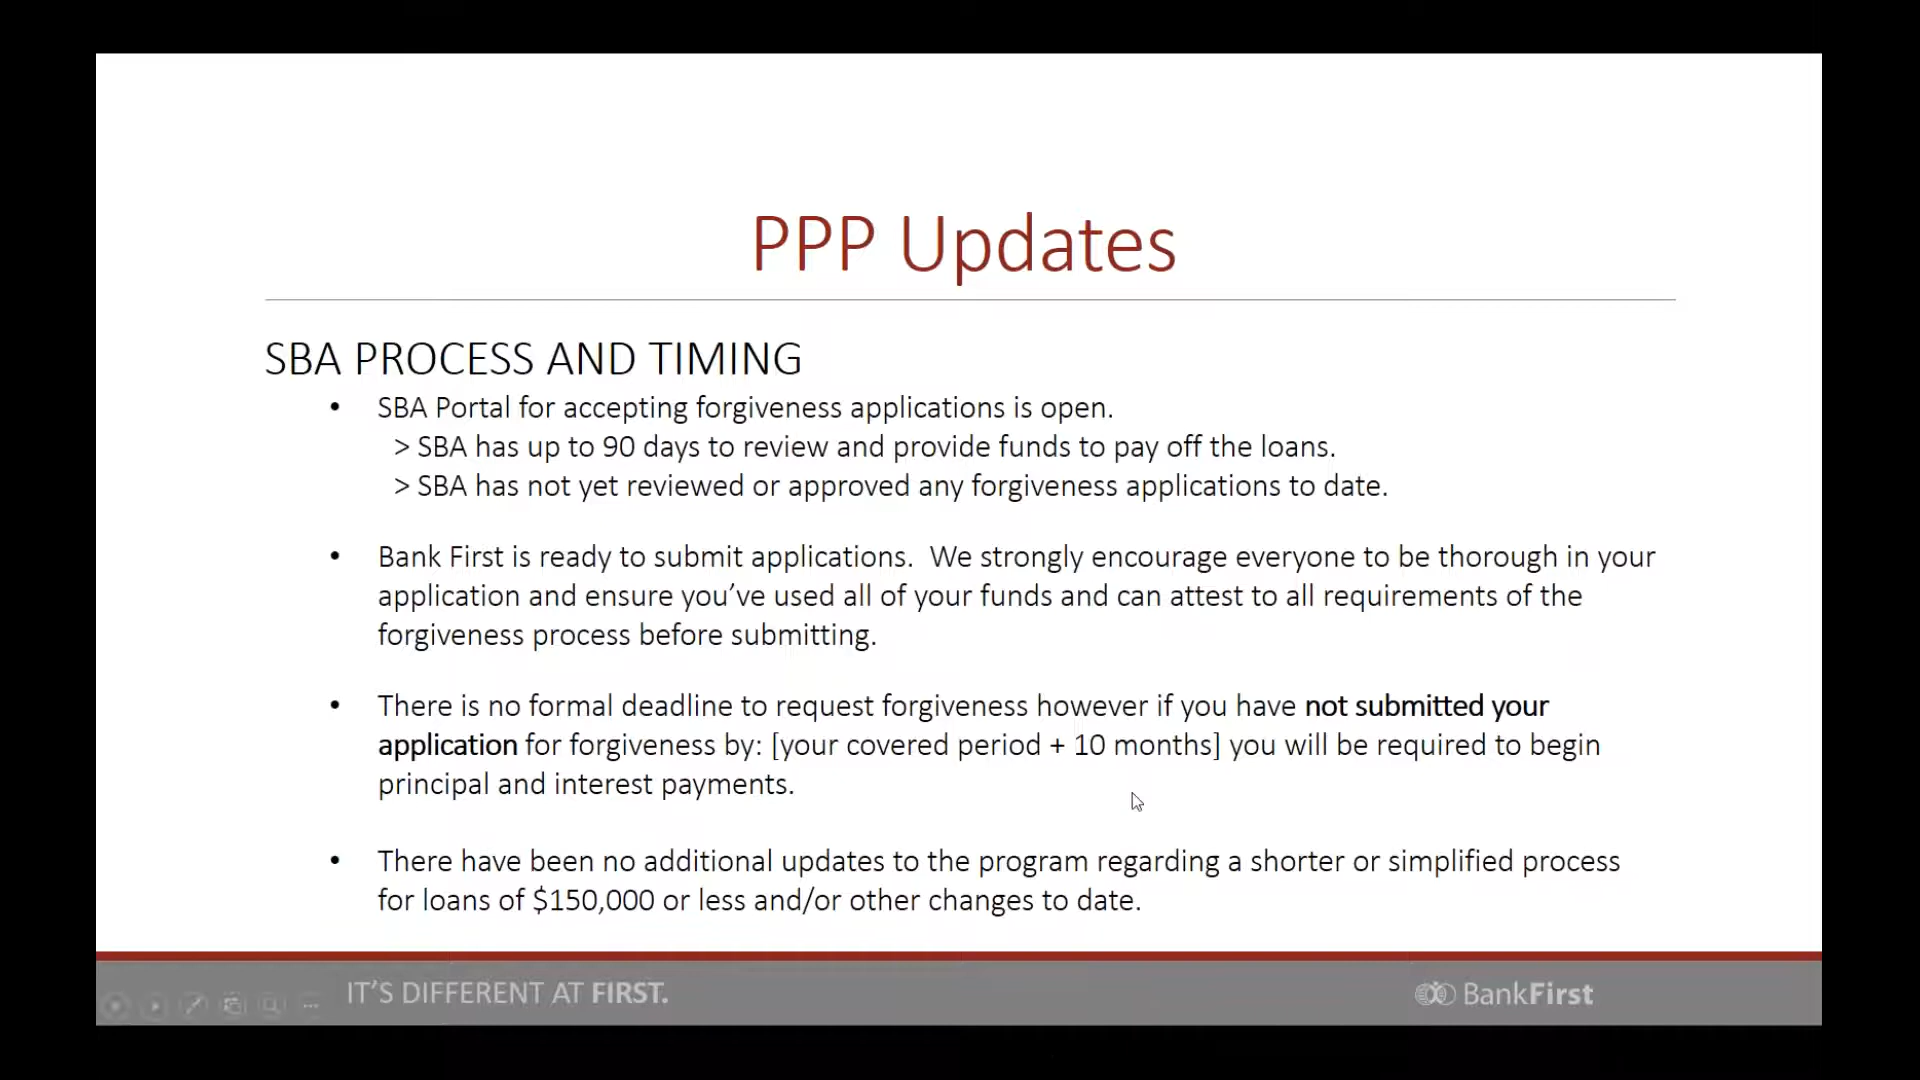 PPP Updates
SBA PROCESS AND TIMING
• SBA Portal for accepting forgiveness applications is open.
> SBA has up to 90 days to review and provide funds to pay off the loans.
> SBA has not yet reviewed or approved any forgiveness applications to date.
• Bank First is ready to submit applications.  We strongly encourage everyone to be thorough in your
application and ensure you’ve used all of your funds and can attest to all requirements of the
forgiveness process before submitting.
• There is no formal deadline to request forgiveness however if you have not submitted your
application for forgiveness by: [your covered period + 10 months] you will be required to begin
principal and interest payments.
• There have been no additional updates to the program regarding a shorter or simplified process
for loans of $150,000 or less and/or other changes to date.
IT’S DIFFERENT AT FIRST.
BankFirst